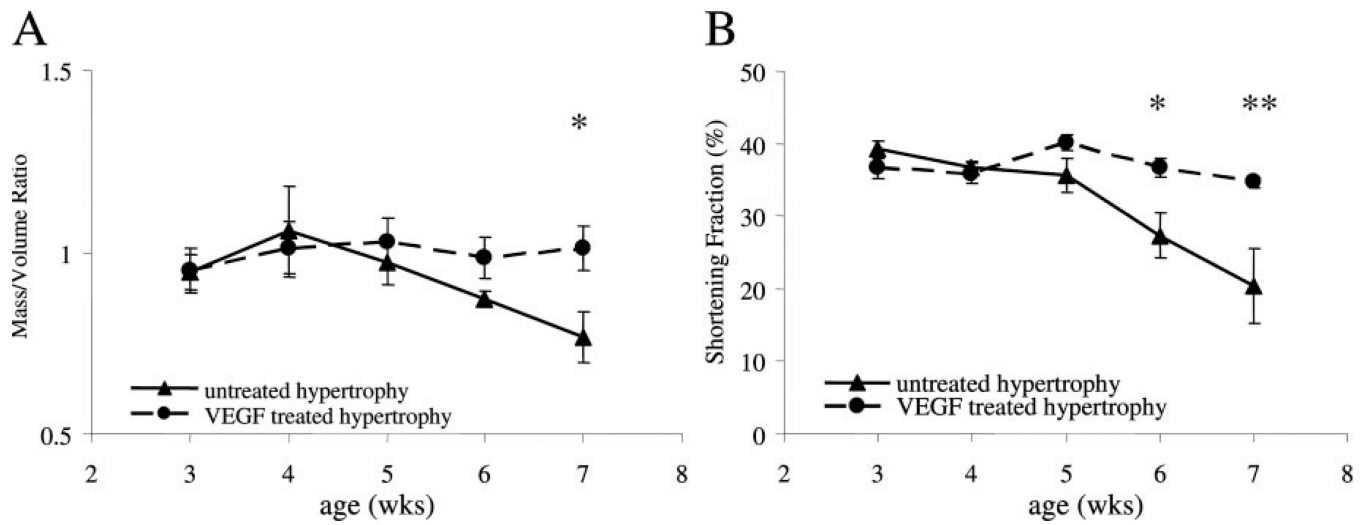 A
Mass/Volume Ratio
1.5
1
0.5
*
untreated hypertrophy
VEGF treated hypertrophy
2 3 4 5 6 7 8
age (wks)
B
Shortening Fraction (%)
50
40
30
20
10
0
* **
untreated hypertrophy
VEGF treated hypertrophy
2 3 4 5 6 7 8
age (wks)